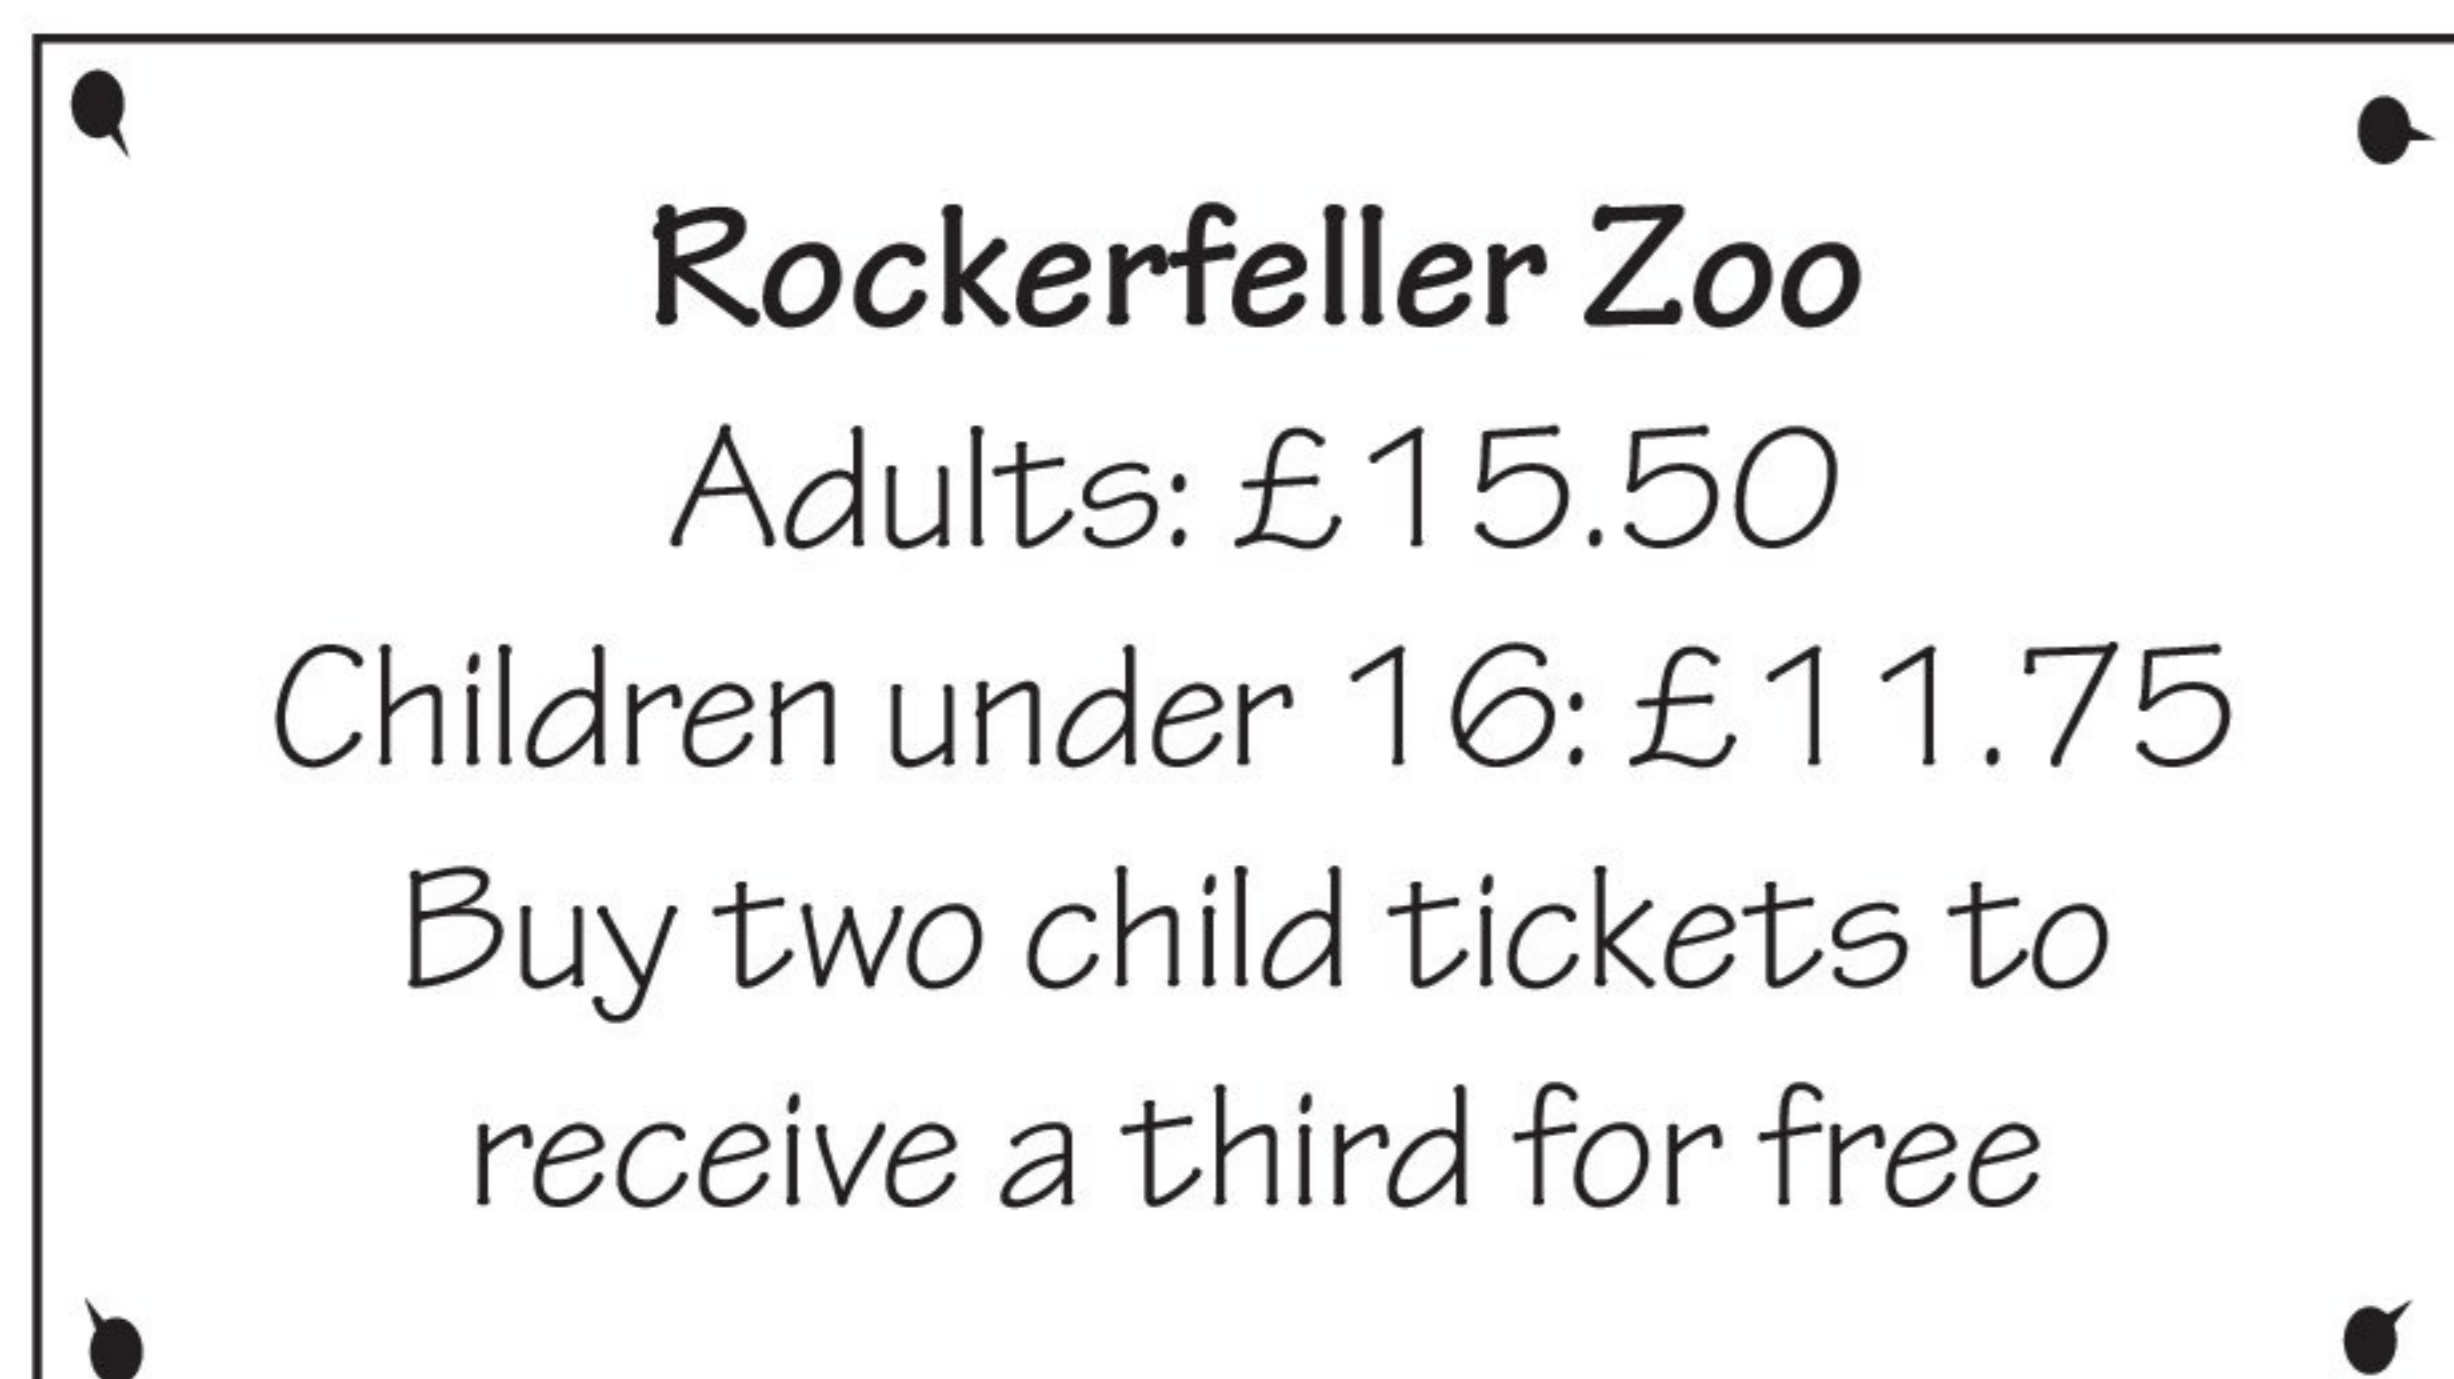 Rockerfeller Zoo
Adults: £15.50
Children under 16: £11.75
Buy two child tickets to
receive a third for free